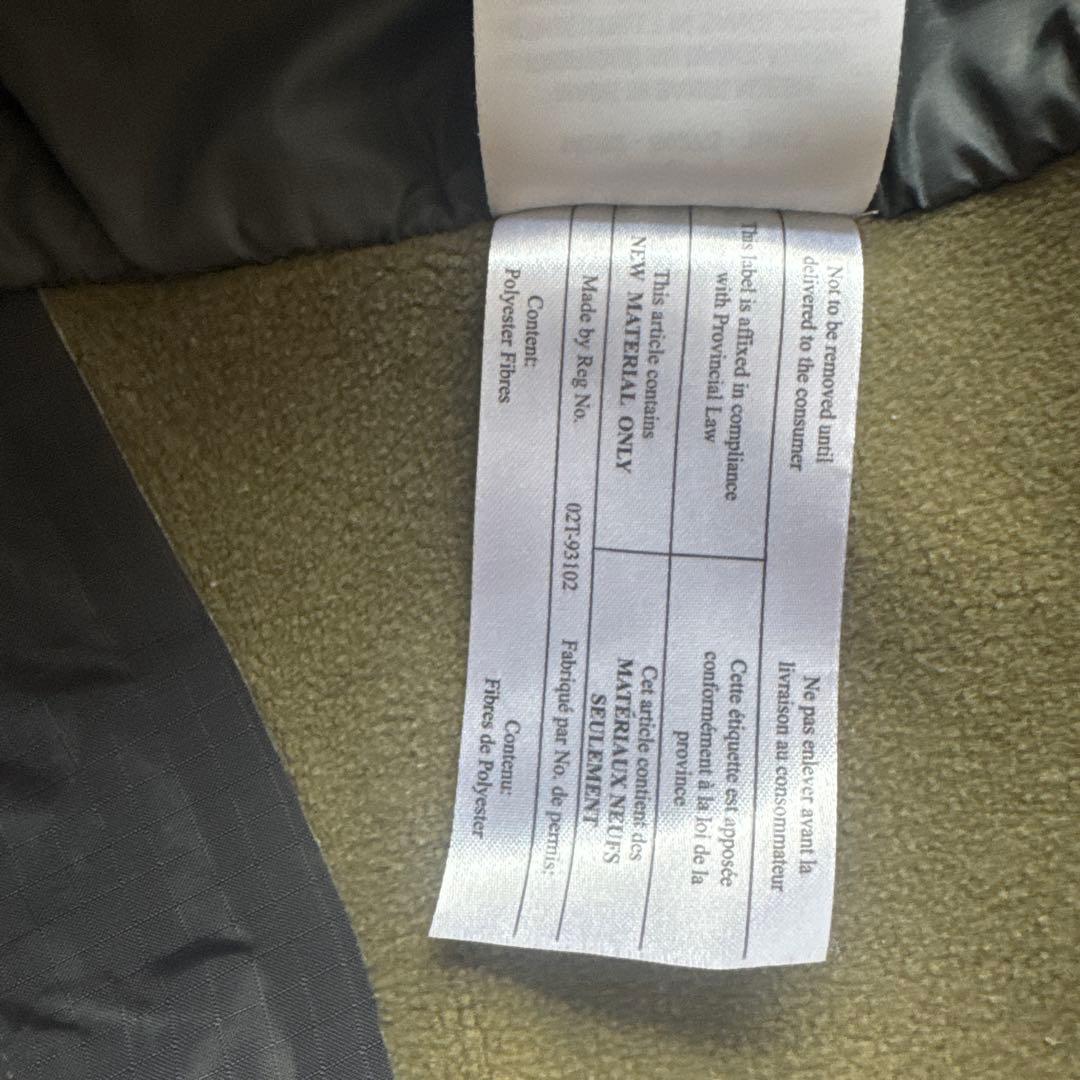 Not to be removed until
delivered to the consumer
Ne pas enlever avant la
livraison au consommateur
This label is affixed in compliance
with Provincial Law
Cette étiquette est apposée
conformément à la loi de la
province
This article contains
NEW MATERIAL ONLY
Cet article contient des
MATÉRIAUX NEUFS
SEULEMENT
Made by Reg No. 02T-93102 Fabriqué par No. de permis:
Content:
Polyester Fibres
Contenu:
Fibres de Polyester